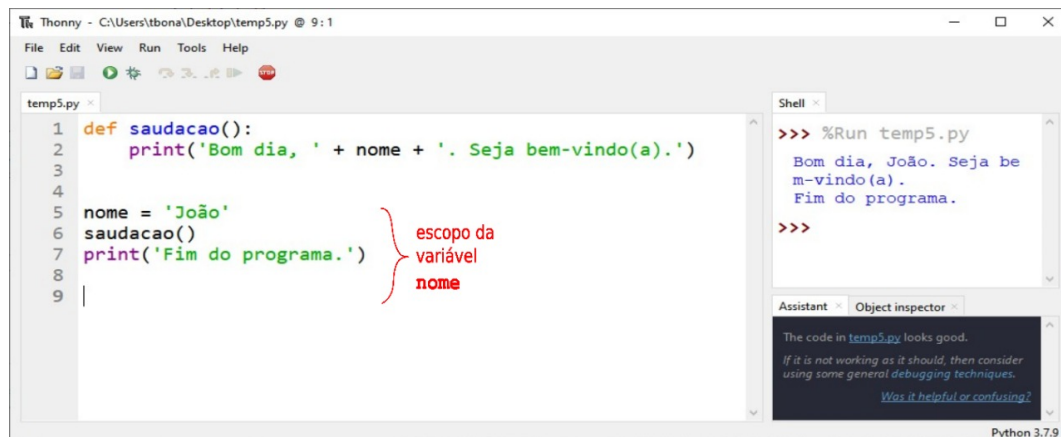 Thonny - C:\Users\tbona\Desktop\temp5.py @ 9:1
File Edit View Run Tools Help
STOP
temp5.py ×
1 def saudacao():
2     print('Bom dia, ' + nome + '. Seja bem-vindo(a).')
3
4
5 nome = 'João'
6 saudacao()
7 print('Fim do programa.')
8
9
escopo da
variável
nome
Shell ×
>>> %Run temp5.py
Bom dia, João. Seja be
m-vindo(a).
Fim do programa.
>>>
Assistant × Object inspector ×
The code in temp5.py looks good.
If it is not working as it should, then consider
using some general debugging techniques.
Was it helpful or confusing?
Python 3.7.9